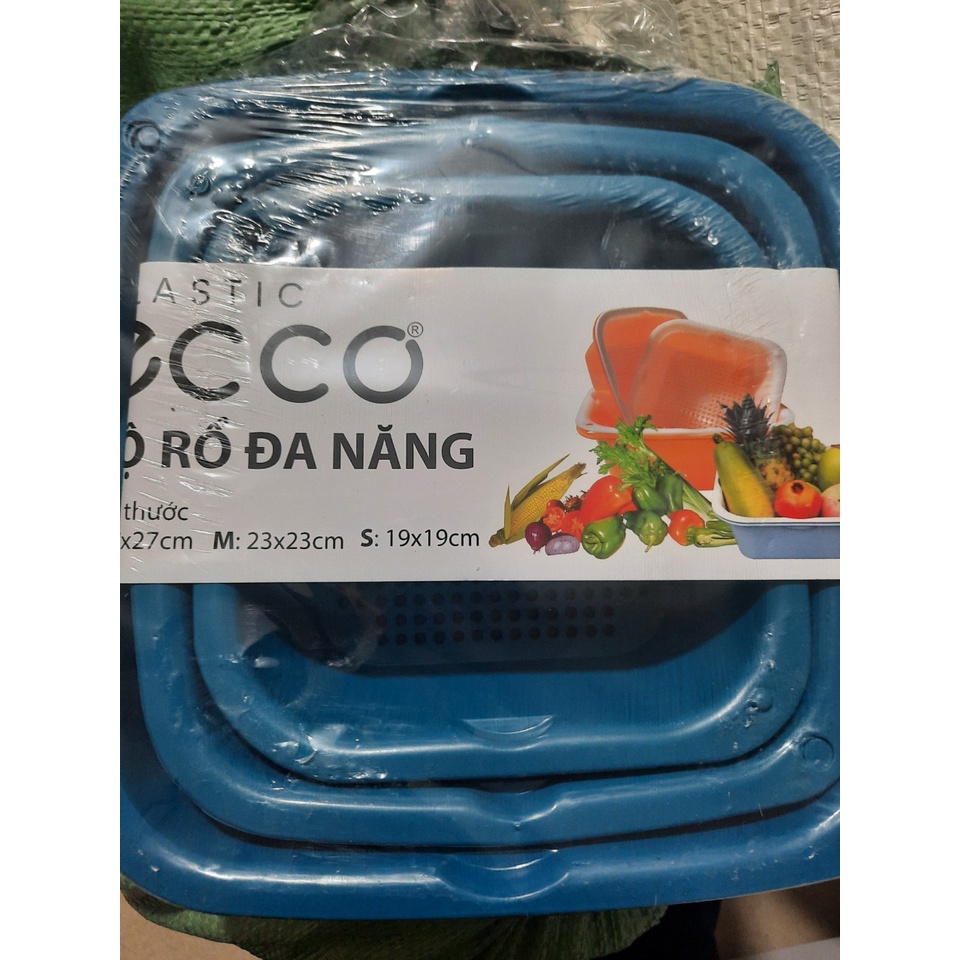 LASTIC
CCO®
RỔ ĐA NĂNG
thước
x27cm M: 23x23cm S: 19x19cm